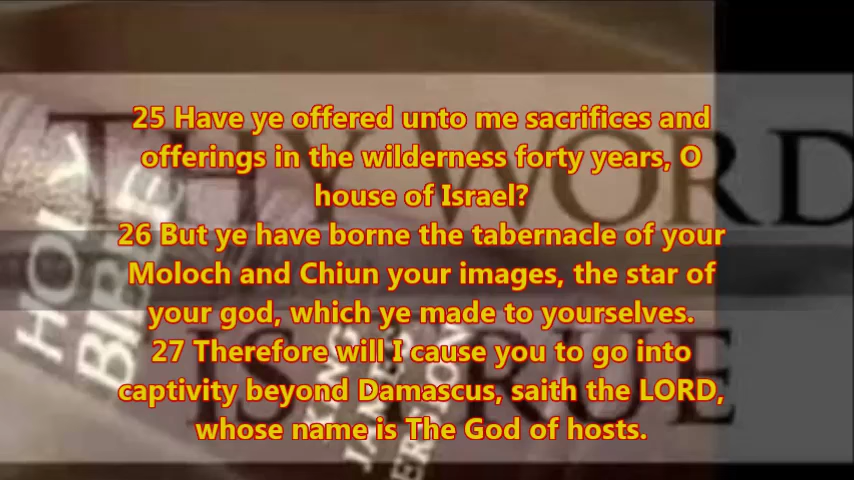 25 Have ye offered unto me sacrifices and
offerings in the wilderness forty years, O
house of Israel?
26 But ye have borne the tabernacle of your
Moloch and Chiun your images, the star of
your god, which ye made to yourselves.
27 Therefore will I cause you to go into
captivity beyond Damascus, saith the LORD,
whose name is The God of hosts.
THY WORD
IS TRUE
HOLY
BIBLE
KING
JAMES
VERSION